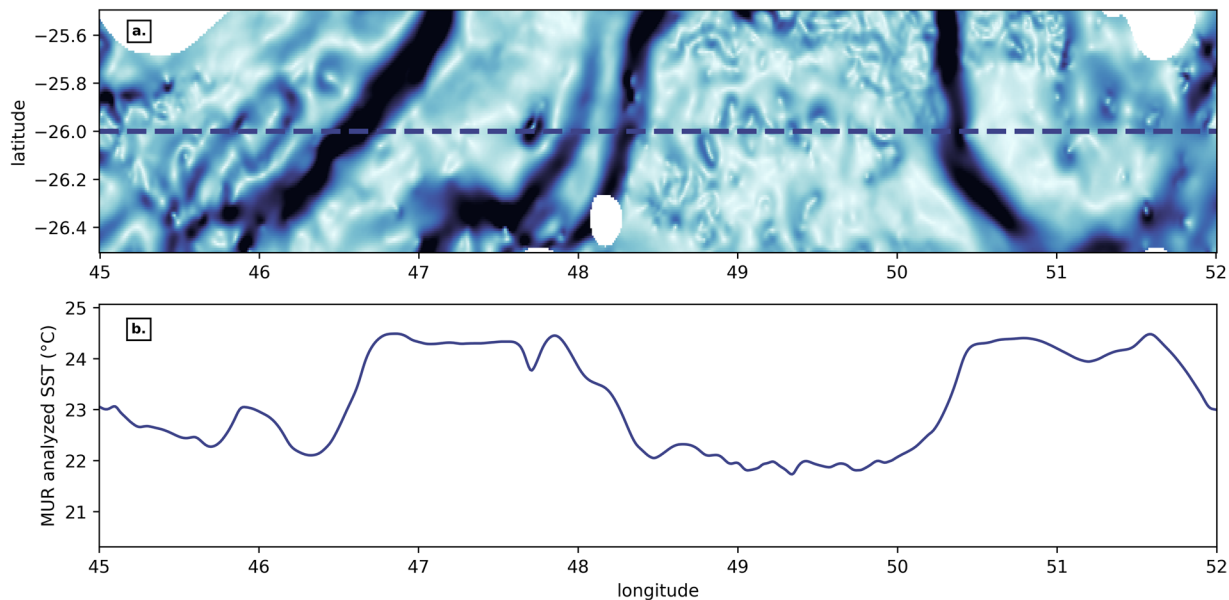 a.
−25.6
−25.8
−26.0
−26.2
−26.4
latitude
45 46 47 48 49 50 51 52
b.
25
24
23
22
21
MUR analyzed SST (°C)
45 46 47 48 49 50 51 52
longitude